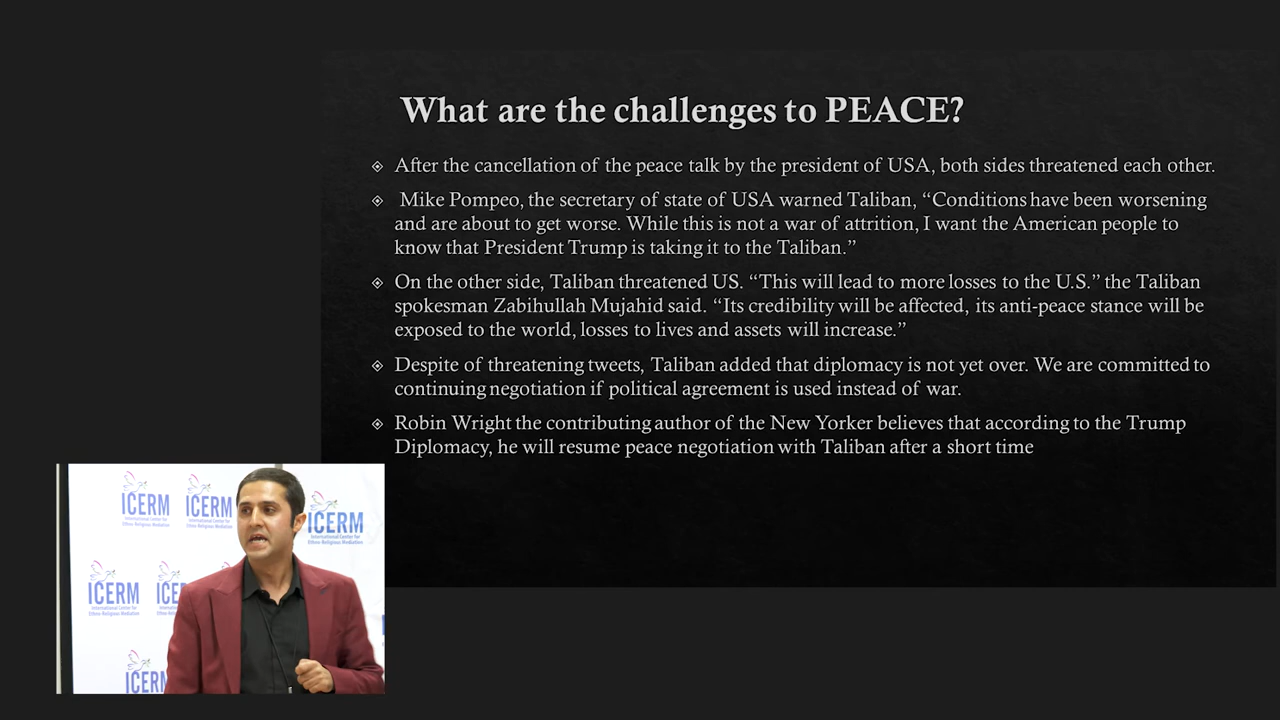 What are the challenges to PEACE?
After the cancellation of the peace talk by the president of USA, both sides threatened each other.
Mike Pompeo, the secretary of state of USA warned Taliban, “Conditions have been worsening
and are about to get worse. While this is not a war of attrition, I want the American people to
know that President Trump is taking it to the Taliban.”
On the other side, Taliban threatened US. “This will lead to more losses to the U.S.” the Taliban
spokesman Zabihullah Mujahid said. “Its credibility will be affected, its anti-peace stance will be
exposed to the world, losses to lives and assets will increase.”
Despite of threatening tweets, Taliban added that diplomacy is not yet over. We are committed to
continuing negotiation if political agreement is used instead of war.
Robin Wright the contributing author of the New Yorker believes that according to the Trump
Diplomacy, he will resume peace negotiation with Taliban after a short time
ICERM
International Center for
Ethno-Religious Mediation
ICERM
International Center for
Ethno-Religious Mediation
ICERM
International Center for
Ethno-Religious Mediation
ICERM
International Center for
Ethno-Religious Mediation
ICE
ICERM